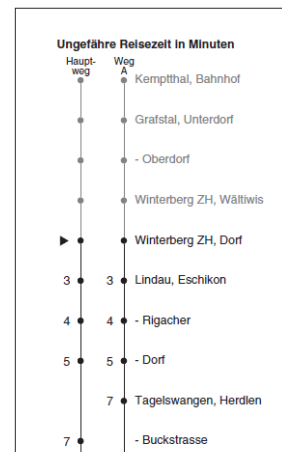 Ungefähre Reisezeit in Minuten
Haupt- Weg
weg A
Kemptthal, Bahnhof
Grafstal, Unterdorf
- Oberdorf
Winterberg ZH, Wältiwis
Winterberg ZH, Dorf
3 3 Lindau, Eschikon
4 4 - Rigacher
5 5 - Dorf
7 Tagelswangen, Herdlen
7 - Buckstrasse